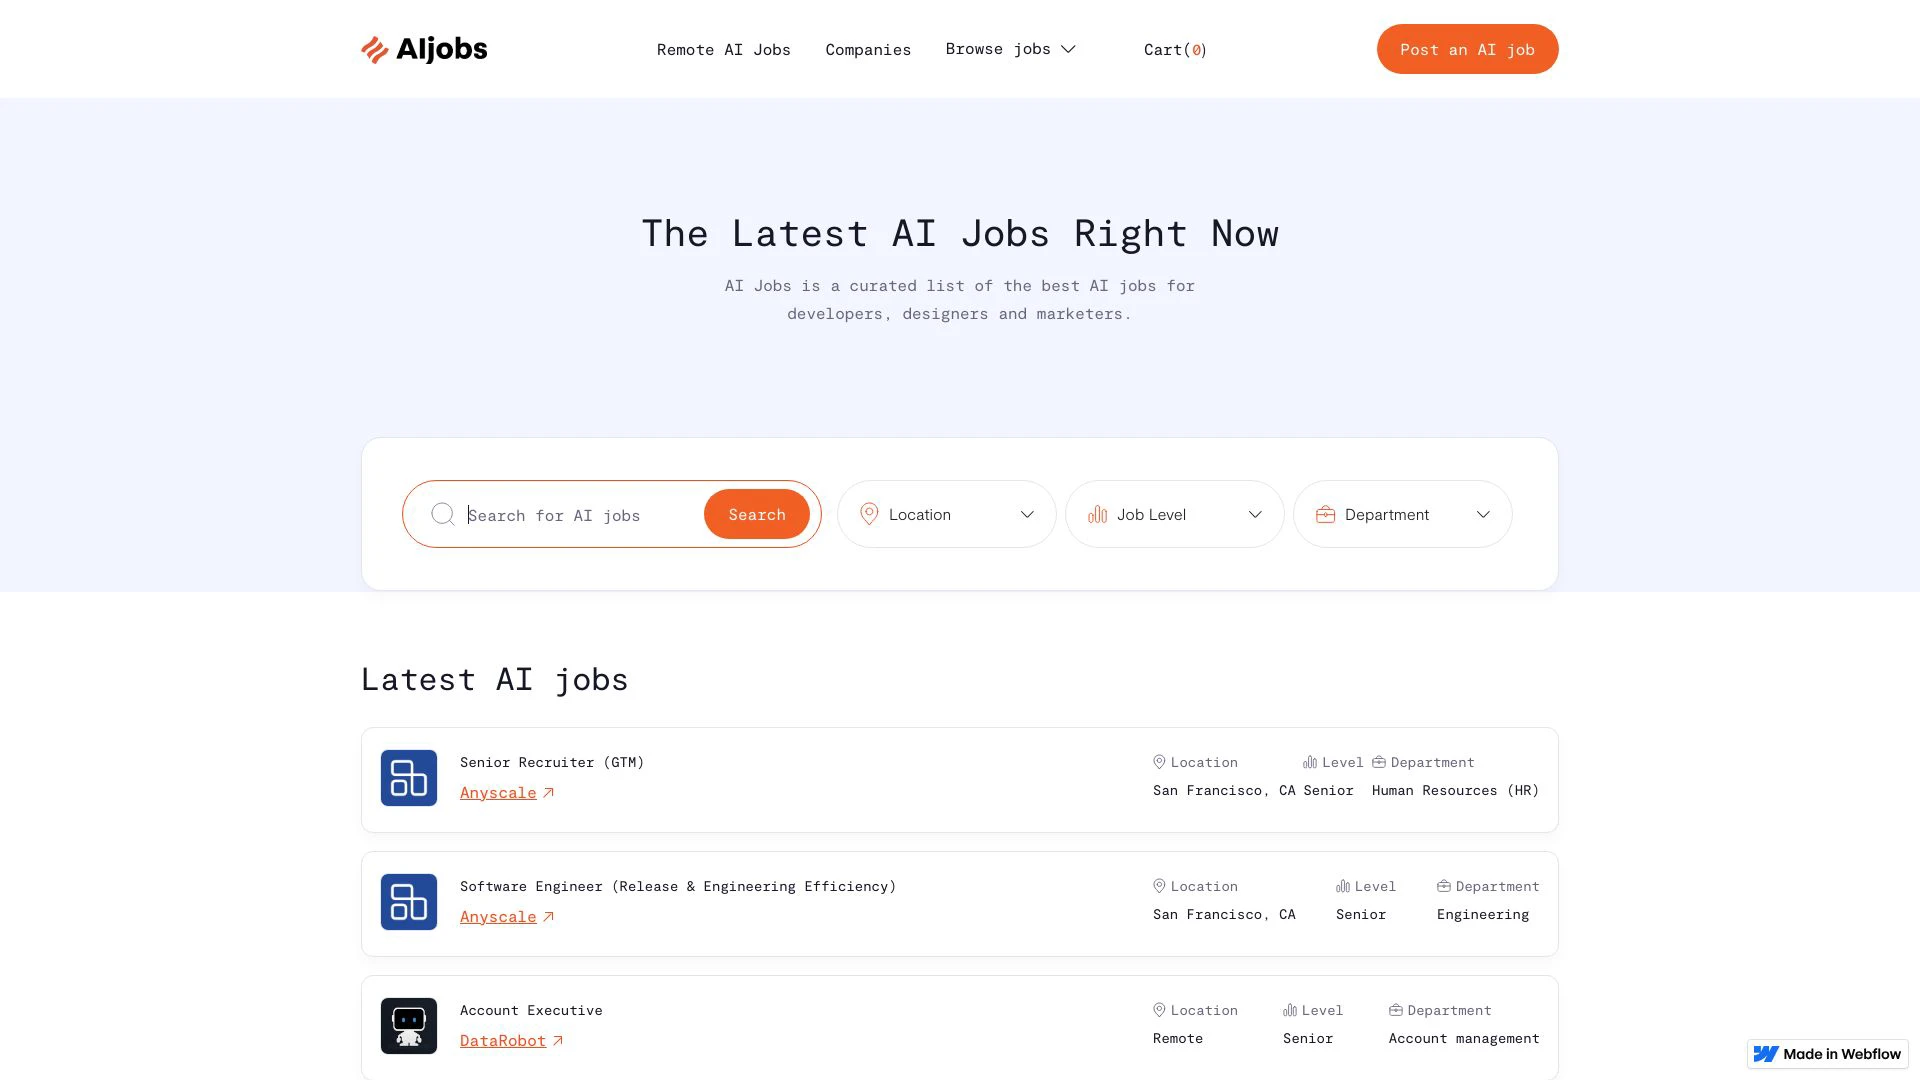 AIjobs
Remote AI Jobs
Companies
Browse jobs
Cart(0)
Post an AI job
The Latest AI Jobs Right Now
AI Jobs is a curated list of the best AI jobs for
developers, designers and marketers.
Search for AI jobs
Search
Location
Job Level
Department
Latest AI jobs
Senior Recruiter (GTM)
Anyscale
Location
San Francisco, CA
Level
Senior
Department
Human Resources (HR)
Software Engineer (Release & Engineering Efficiency)
Anyscale
Location
San Francisco, CA
Level
Senior
Department
Engineering
Account Executive
DataRobot
Location
Remote
Level
Senior
Department
Account management
Made in Webflow